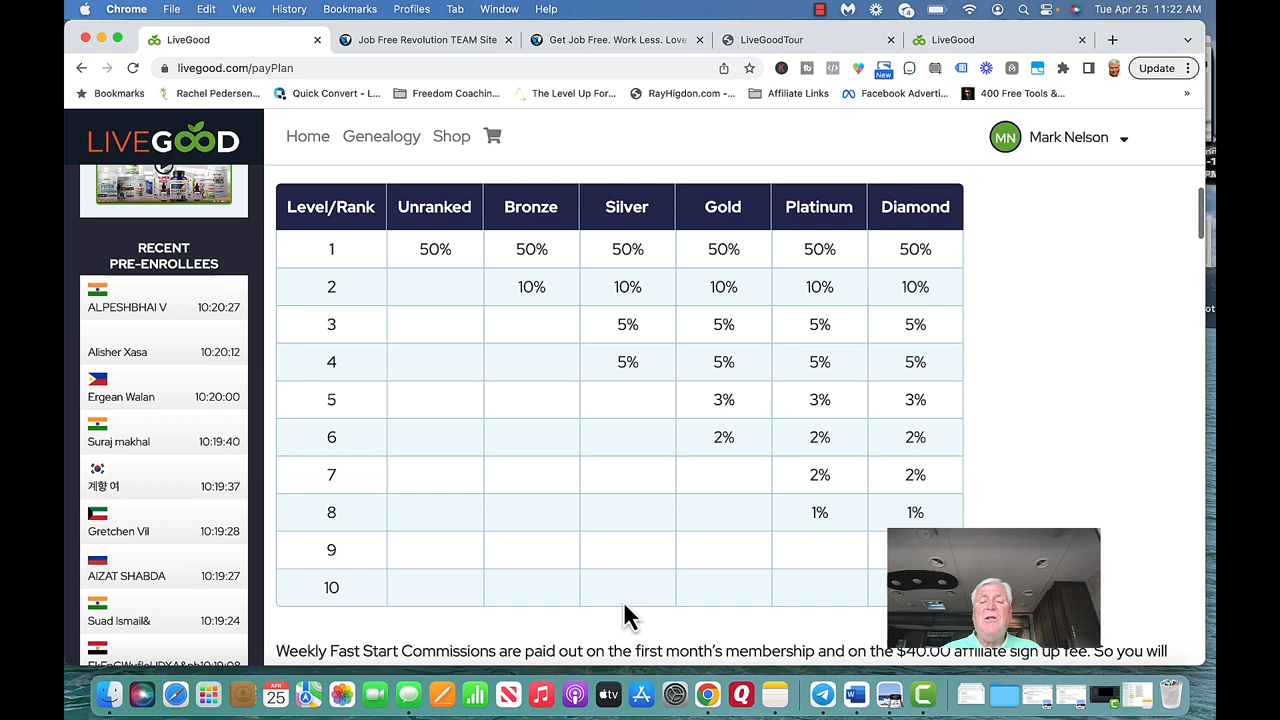 Chrome File Edit View History Bookmarks Profiles Tab Window Help Tue Apr 25 11:22 AM
LiveGood Job Free Revolution TEAM Site Get Job Free. Work Less. Love LiveGood LiveGood
livegood.com/payPlan New Update
Bookmarks Rachel Pedersen... Quick Convert - L... Freedom Coachin... The Level Up For... RayHigdon.com -... Affiliate Links Facebook Adverti... 400 Free Tools &... »
LIVEGOOD Home Genealogy Shop MN Mark Nelson
RECENT
PRE-ENROLLEES
ALPESHBHAI V 10:20:27
Alisher Xasa 10:20:12
Ergean Walan 10:20:00
Suraj makhal 10:19:40
계향 여 10:19:37
Gretchen Vil 10:19:28
AIZAT SHABDA 10:19:27
Suad Ismail& 10:19:24
10:19:08
Level/Rank Unranked Bronze Silver Gold Platinum Diamond
1 50% 50% 50% 50% 50% 50%
2 10% 10% 10% 10% 10%
3 5% 5% 5% 5%
5% 5% 5% 5%
5 3% 3% 3%
2% 2% 2%
7 2% 2%
8 1% 1%
9
10
Weekly Fast Start Commissions are paid out on the first month's membership and on the $40.00 affiliate sign up fee. So you will
APR
25